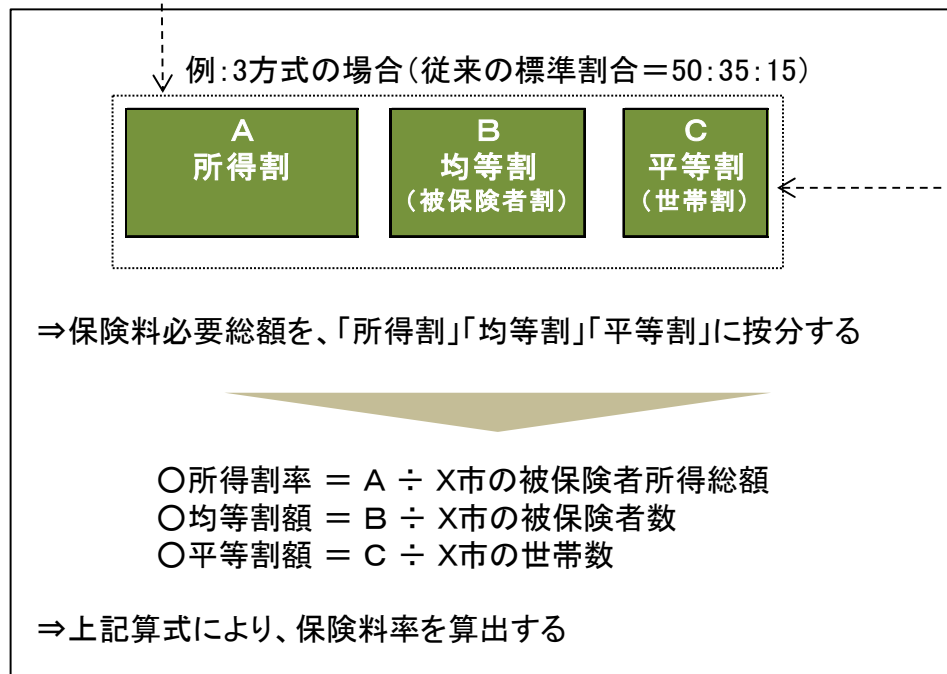 例：3方式の場合（従来の標準割合＝50：35：15）
A
所得割
B
均等割
（被保険者割）
C
平等割
（世帯割）
⇒保険料必要総額を、「所得割」「均等割」「平等割」に按分する
○所得割率 ＝ A ÷ X市の被保険者所得総額
○均等割額 ＝ B ÷ X市の被保険者数
○平等割額 ＝ C ÷ X市の世帯数
⇒上記算式により、保険料率を算出する